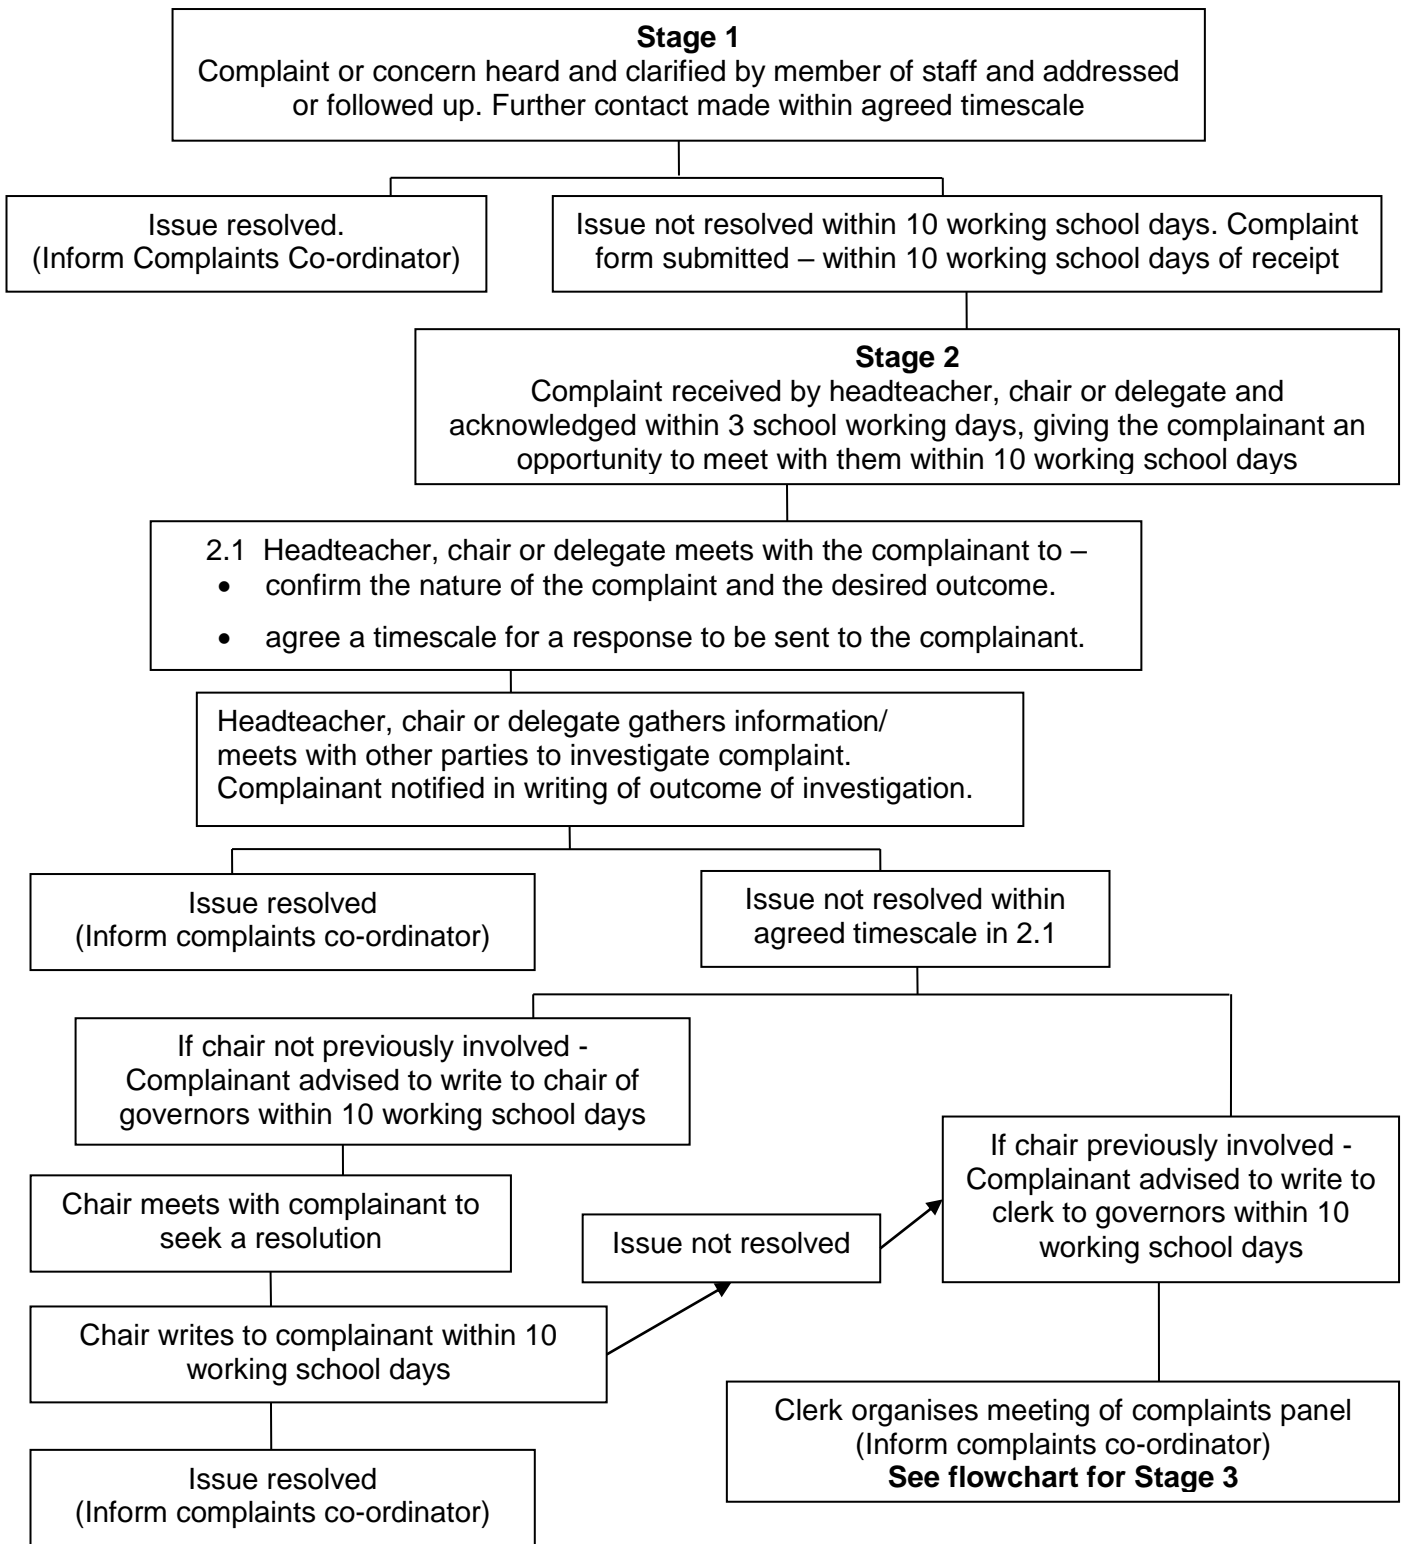 Stage 1
Complaint or concern heard and clarified by member of staff and addressed
or followed up. Further contact made within agreed timescale
Issue resolved.
(Inform Complaints Co-ordinator)
Issue not resolved within 10 working school days. Complaint
form submitted – within 10 working school days of receipt
Stage 2
Complaint received by headteacher, chair or delegate and
acknowledged within 3 school working days, giving the complainant an
opportunity to meet with them within 10 working school days
2.1 Headteacher, chair or delegate meets with the complainant to –
• confirm the nature of the complaint and the desired outcome.
• agree a timescale for a response to be sent to the complainant.
Headteacher, chair or delegate gathers information/
meets with other parties to investigate complaint.
Complainant notified in writing of outcome of investigation.
Issue resolved
(Inform complaints co-ordinator)
Issue not resolved within
agreed timescale in 2.1
If chair not previously involved -
Complainant advised to write to chair of
governors within 10 working school days
Chair meets with complainant to
seek a resolution
Chair writes to complainant within 10
working school days
Issue resolved
(Inform complaints co-ordinator)
Issue not resolved
If chair previously involved -
Complainant advised to write to
clerk to governors within 10
working school days
Clerk organises meeting of complaints panel
(Inform complaints co-ordinator)
See flowchart for Stage 3